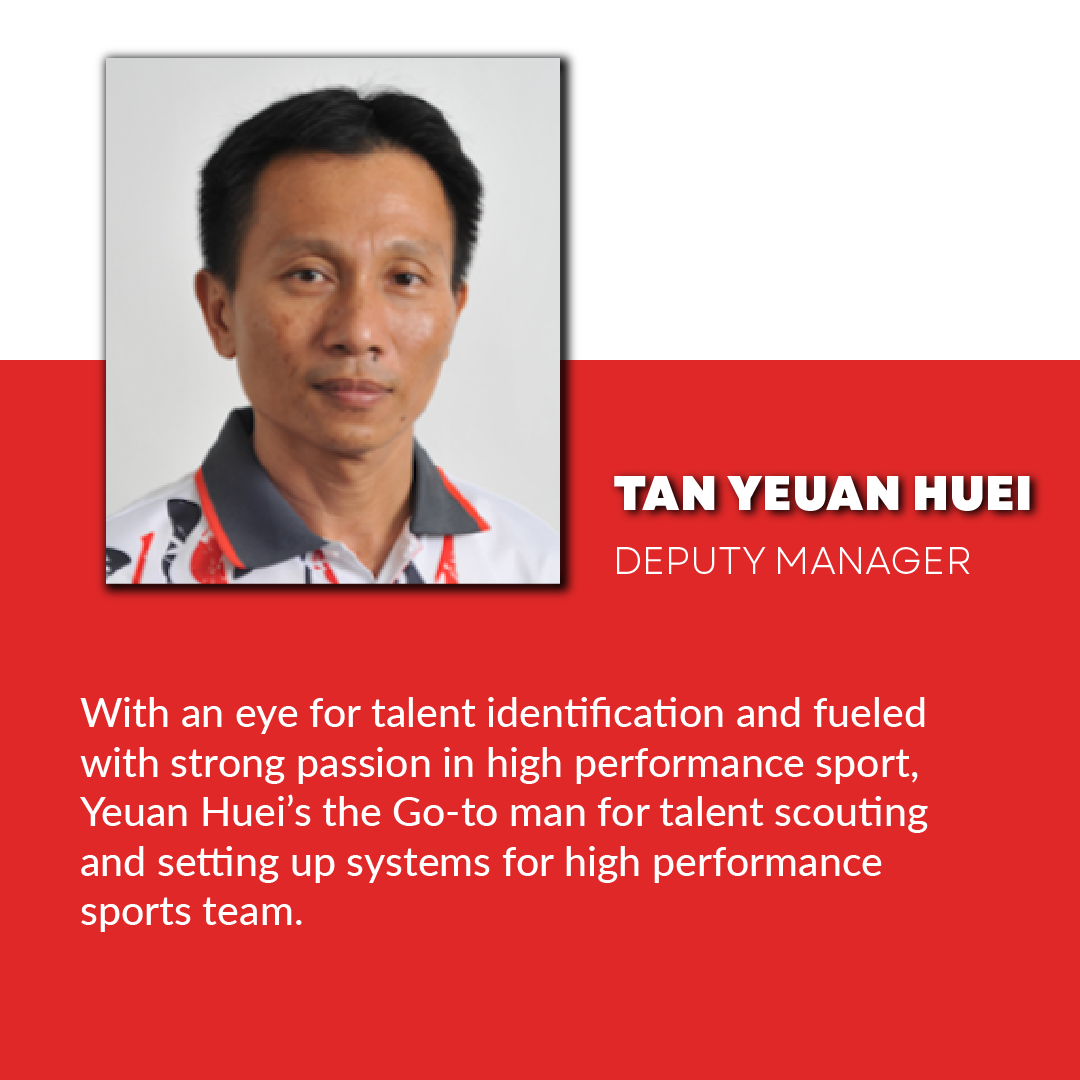 TAN YEUAN HUEI
DEPUTY MANAGER
With an eye for talent identification and fueled
with strong passion in high performance sport,
Yeuan Huei’s the Go-to man for talent scouting
and setting up systems for high performance
sports team.